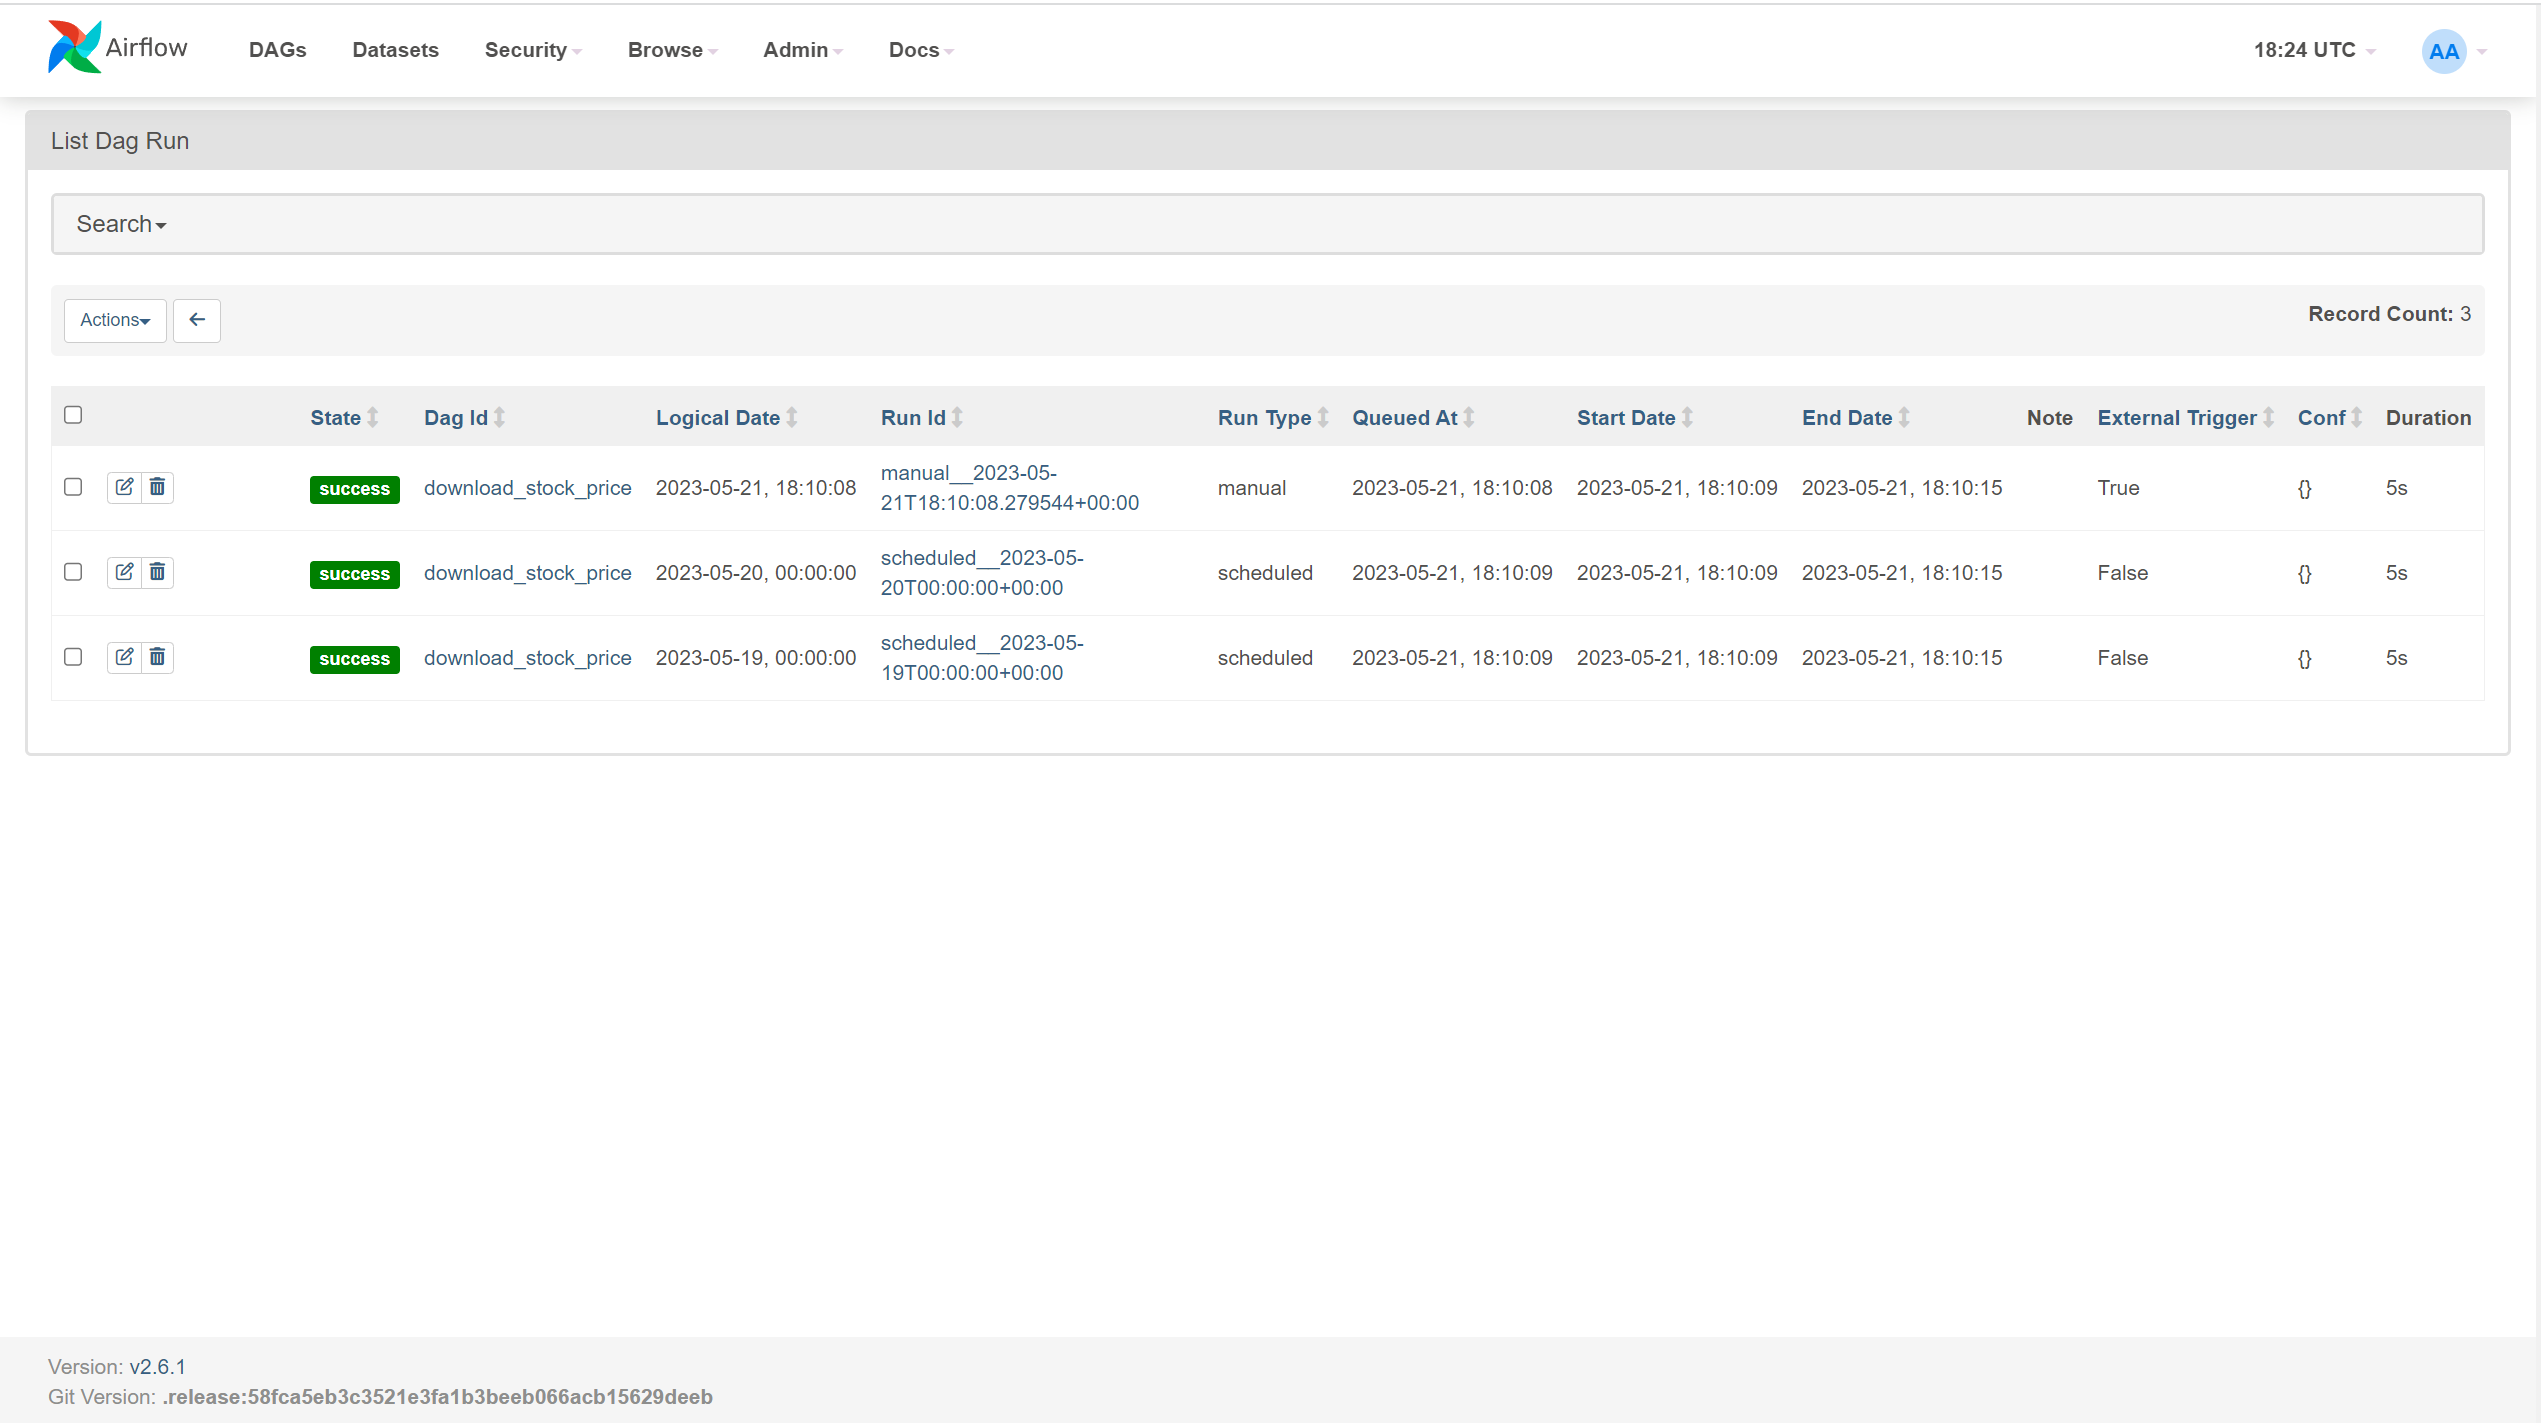 Airflow DAGs Datasets Security Browse Admin Docs 18:24 UTC AA
List Dag Run
Search
Actions Record Count: 3
State Dag Id Logical Date Run Id Run Type Queued At Start Date End Date Note External Trigger Conf Duration
success download_stock_price 2023-05-21, 18:10:08 manual__2023-05-
21T18:10:08.279544+00:00 manual 2023-05-21, 18:10:08 2023-05-21, 18:10:09 2023-05-21, 18:10:15 True {} 5s
success download_stock_price 2023-05-20, 00:00:00 scheduled__2023-05-
20T00:00:00+00:00 scheduled 2023-05-21, 18:10:09 2023-05-21, 18:10:09 2023-05-21, 18:10:15 False {} 5s
success download_stock_price 2023-05-19, 00:00:00 scheduled__2023-05-
19T00:00:00+00:00 scheduled 2023-05-21, 18:10:09 2023-05-21, 18:10:09 2023-05-21, 18:10:15 False {} 5s
Version: v2.6.1
Git Version: .release:58fca5eb3c3521e3fa1b3beeb066acb15629deeb